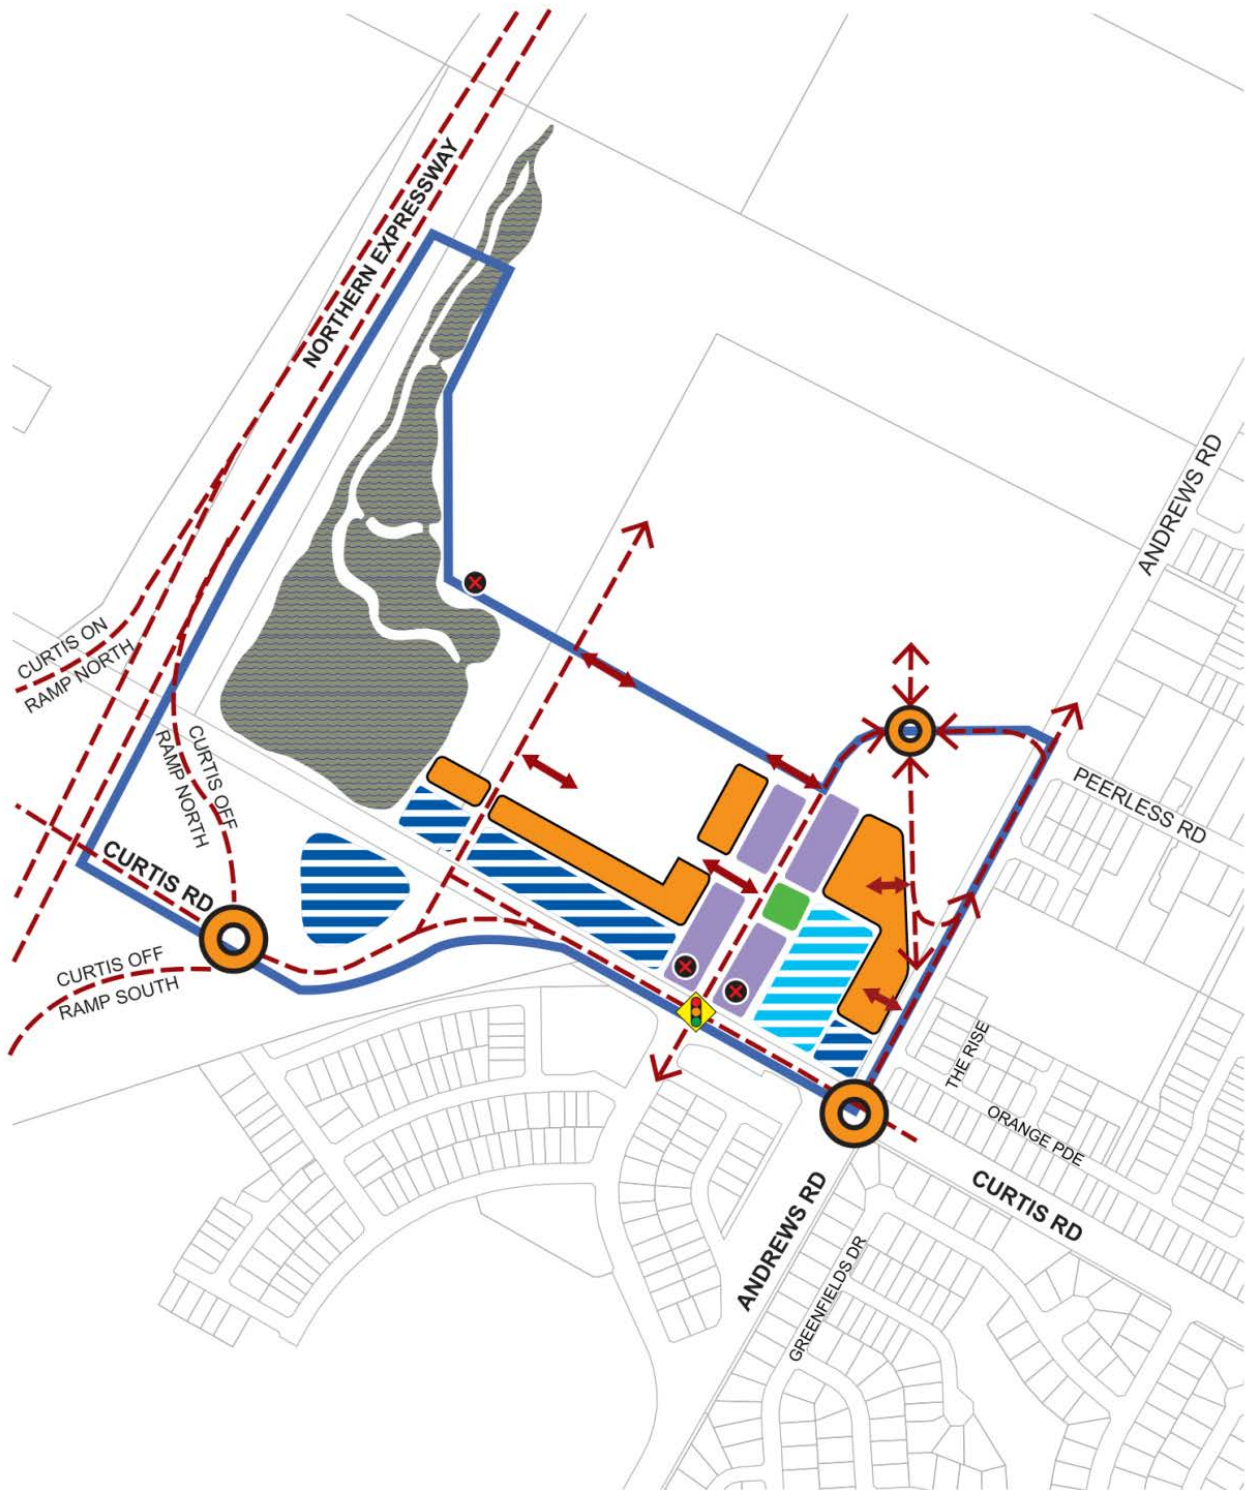 NORTHERN EXPRESSWAY
ANDREWS RD
CURTIS ON
RAMP NORTH
CURTIS OFF
RAMP NORTH
PEERLESS RD
CURTIS RD
CURTIS OFF
RAMP SOUTH
THE RISE
ORANGE PDE
CURTIS RD
ANDREWS RD
GREENFIELDS DR